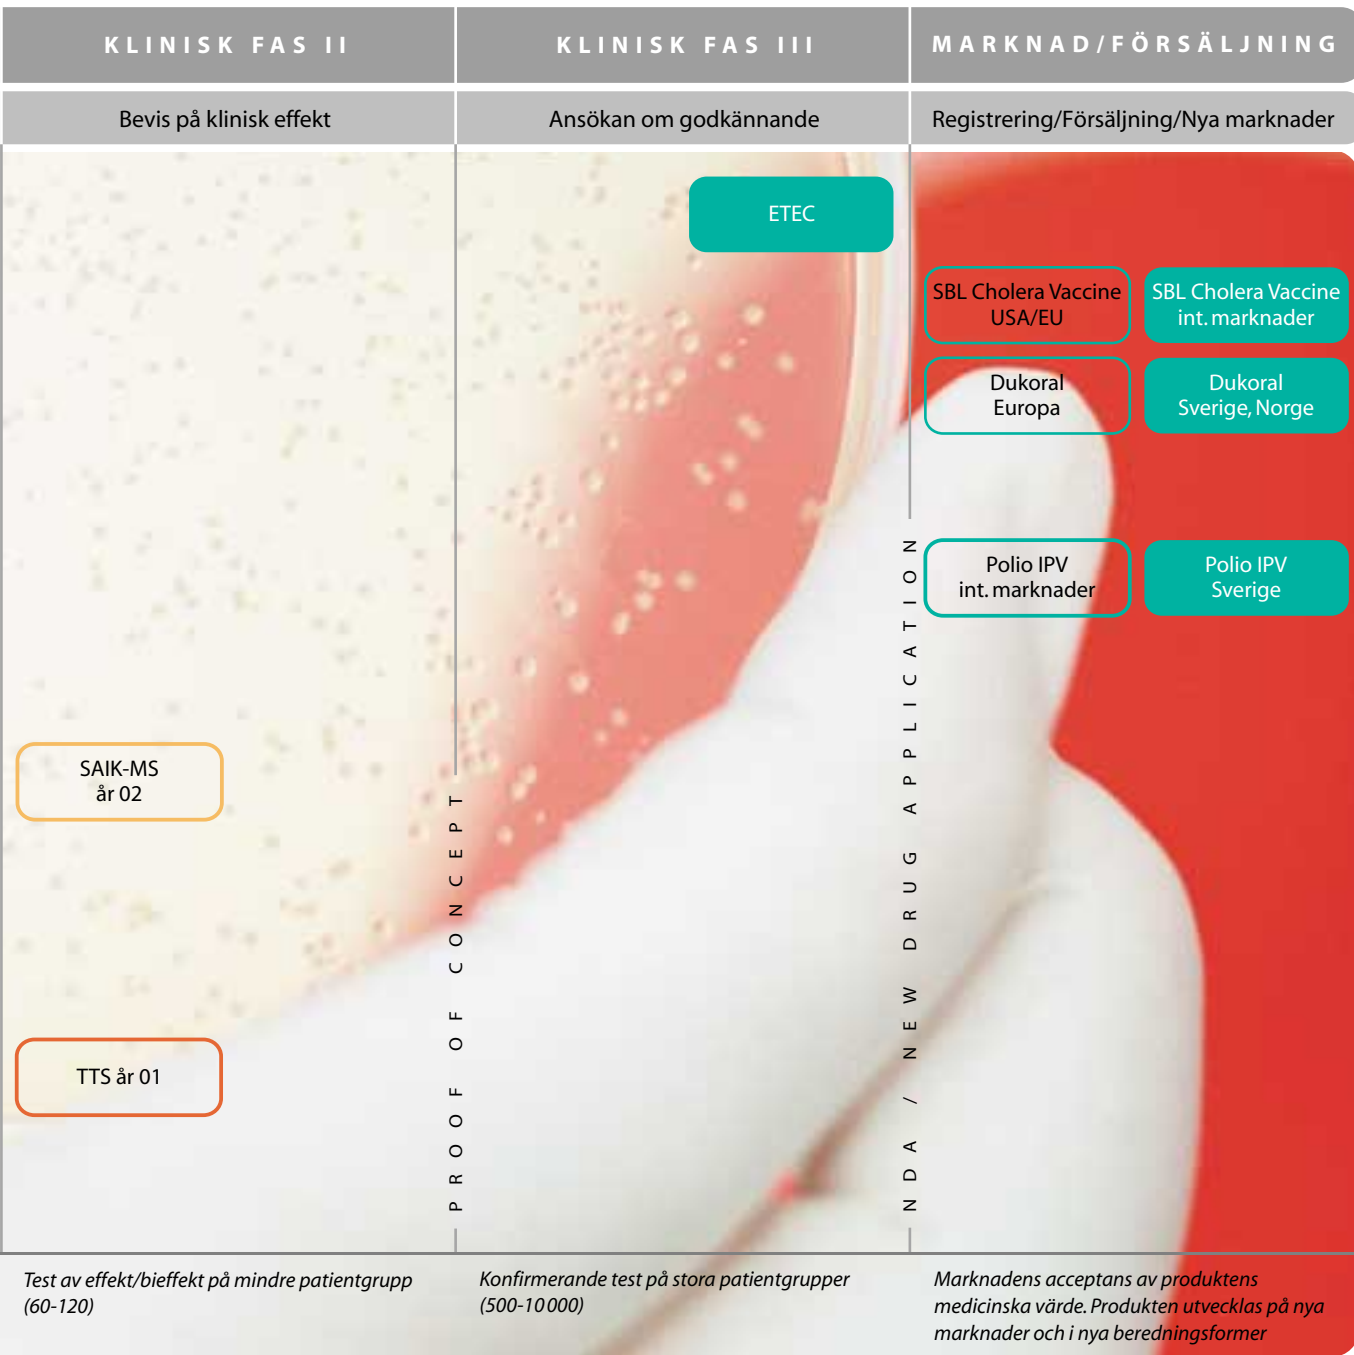 KLINISK FAS II
KLINISK FAS III
MARKNAD/FÖRSÄLJNING
Bevis på klinisk effekt
Ansökan om godkännande
Registrering/Försäljning/Nya marknader
ETEC
SBL Cholera Vaccine
USA/EU
SBL Cholera Vaccine
int. marknader
Dukoral
Europa
Dukoral
Sverige, Norge
Polio IPV
int. marknader
Polio IPV
Sverige
SAIK-MS
år 02
TTS år 01
PROOF OF CONCEPT
NDA / NEW DRUG APPLICATION
Test av effekt/bieffekt på mindre patientgrupp
(60-120)
Konfirmerande test på stora patientgrupper
(500-10 000)
Marknadens acceptans av produktens
medicinska värde. Produkten utvecklas på nya
marknader och i nya beredningsformer